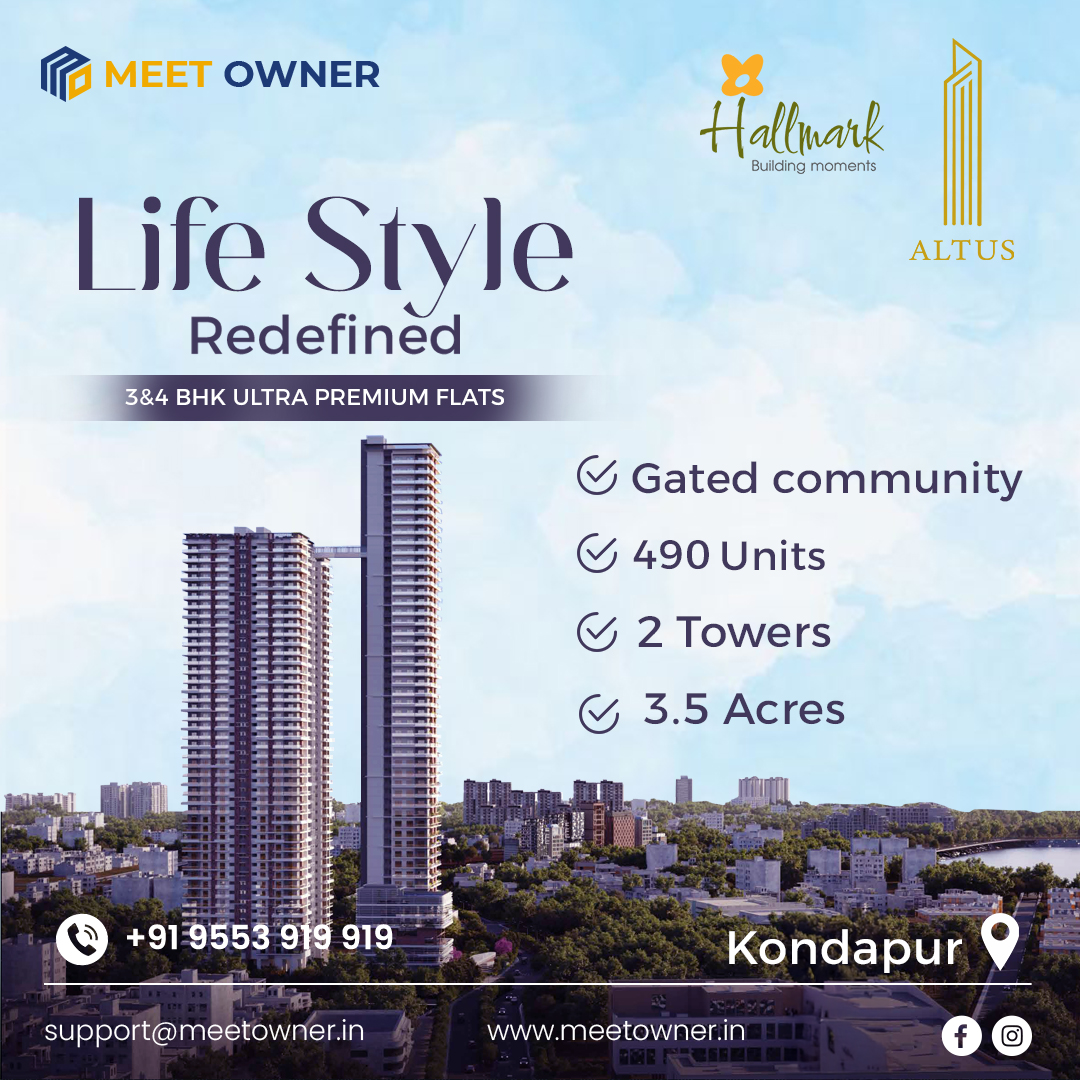 MEET OWNER
Hallmark
Building moments
ALTUS
Life Style
Redefined
3&4 BHK ULTRA PREMIUM FLATS
Gated community
490 Units
2 Towers
3.5 Acres
+91 9553 919 919
Kondapur
support@meetowner.in
www.meetowner.in